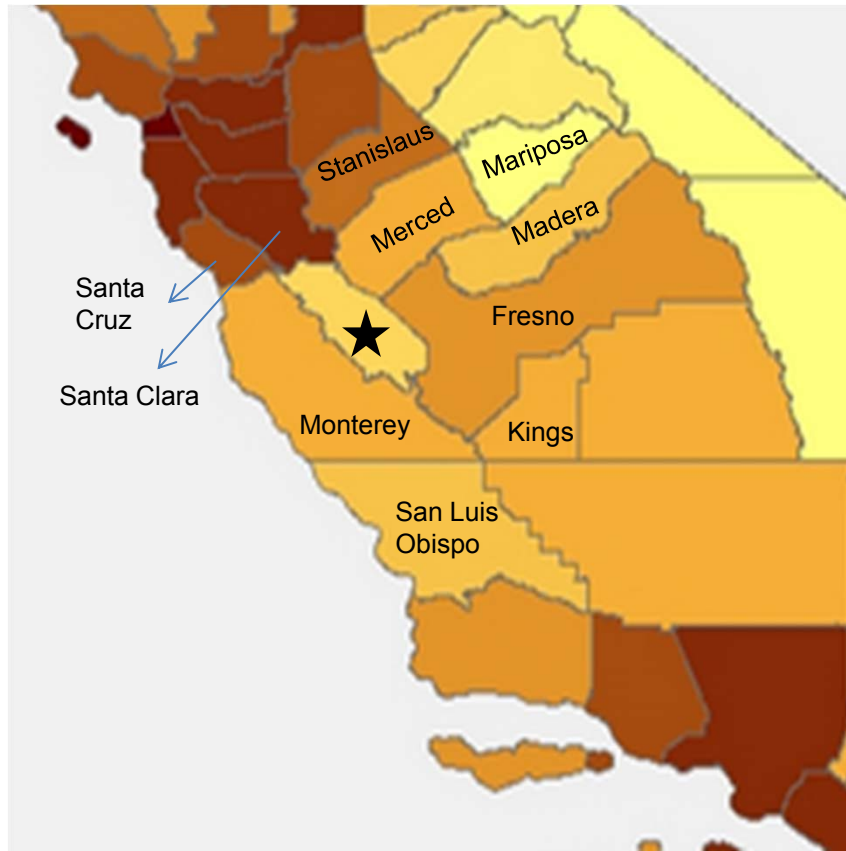 Stanislaus
Mariposa
Merced
Madera
Santa
Cruz
Fresno
Santa Clara
Monterey
Kings
San Luis
Obispo